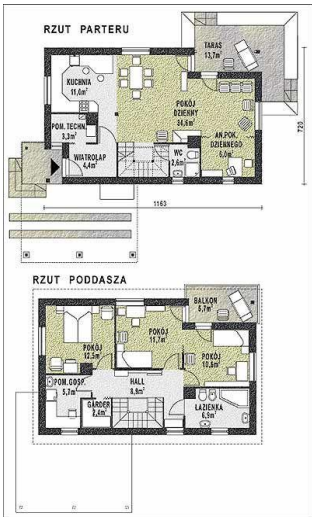 RZUT PARTERU
TARAS
13,7m²
KUCHNIA
11,0m²
POKÓJ
DZIENNY
POM. TECHN.
3,3m²
AN.POK.
DZIENNEGO
6,0m²
WIATROŁAP
4,4m²
WC
2,6m²
720
1163
RZUT PODDASZA
BALKON
5,7m²
POKÓJ
12,5m²
POKÓJ
11,7m²
POKÓJ
10,6m²
POM. GOSP.
5,7m²
HALL
8,9m²
GARDER.
2,4m²
ŁAZIENKA
6,9m²